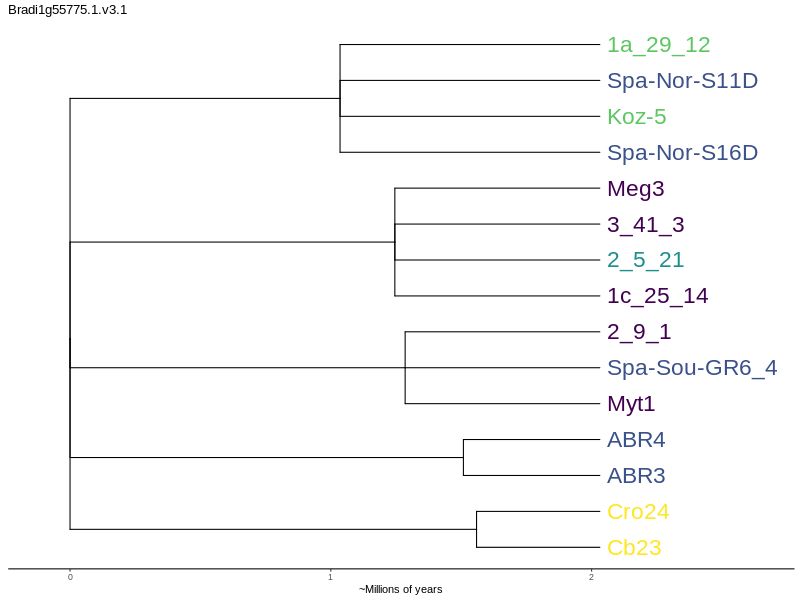 Bradi1g55775.1.v3.1
1a_29_12
Spa-Nor-S11D
Koz-5
Spa-Nor-S16D
Meg3
3_41_3
2_5_21
1c_25_14
2_9_1
Spa-Sou-GR6_4
Myt1
ABR4
ABR3
Cro24
Cb23
0 1 2
~Millions of years